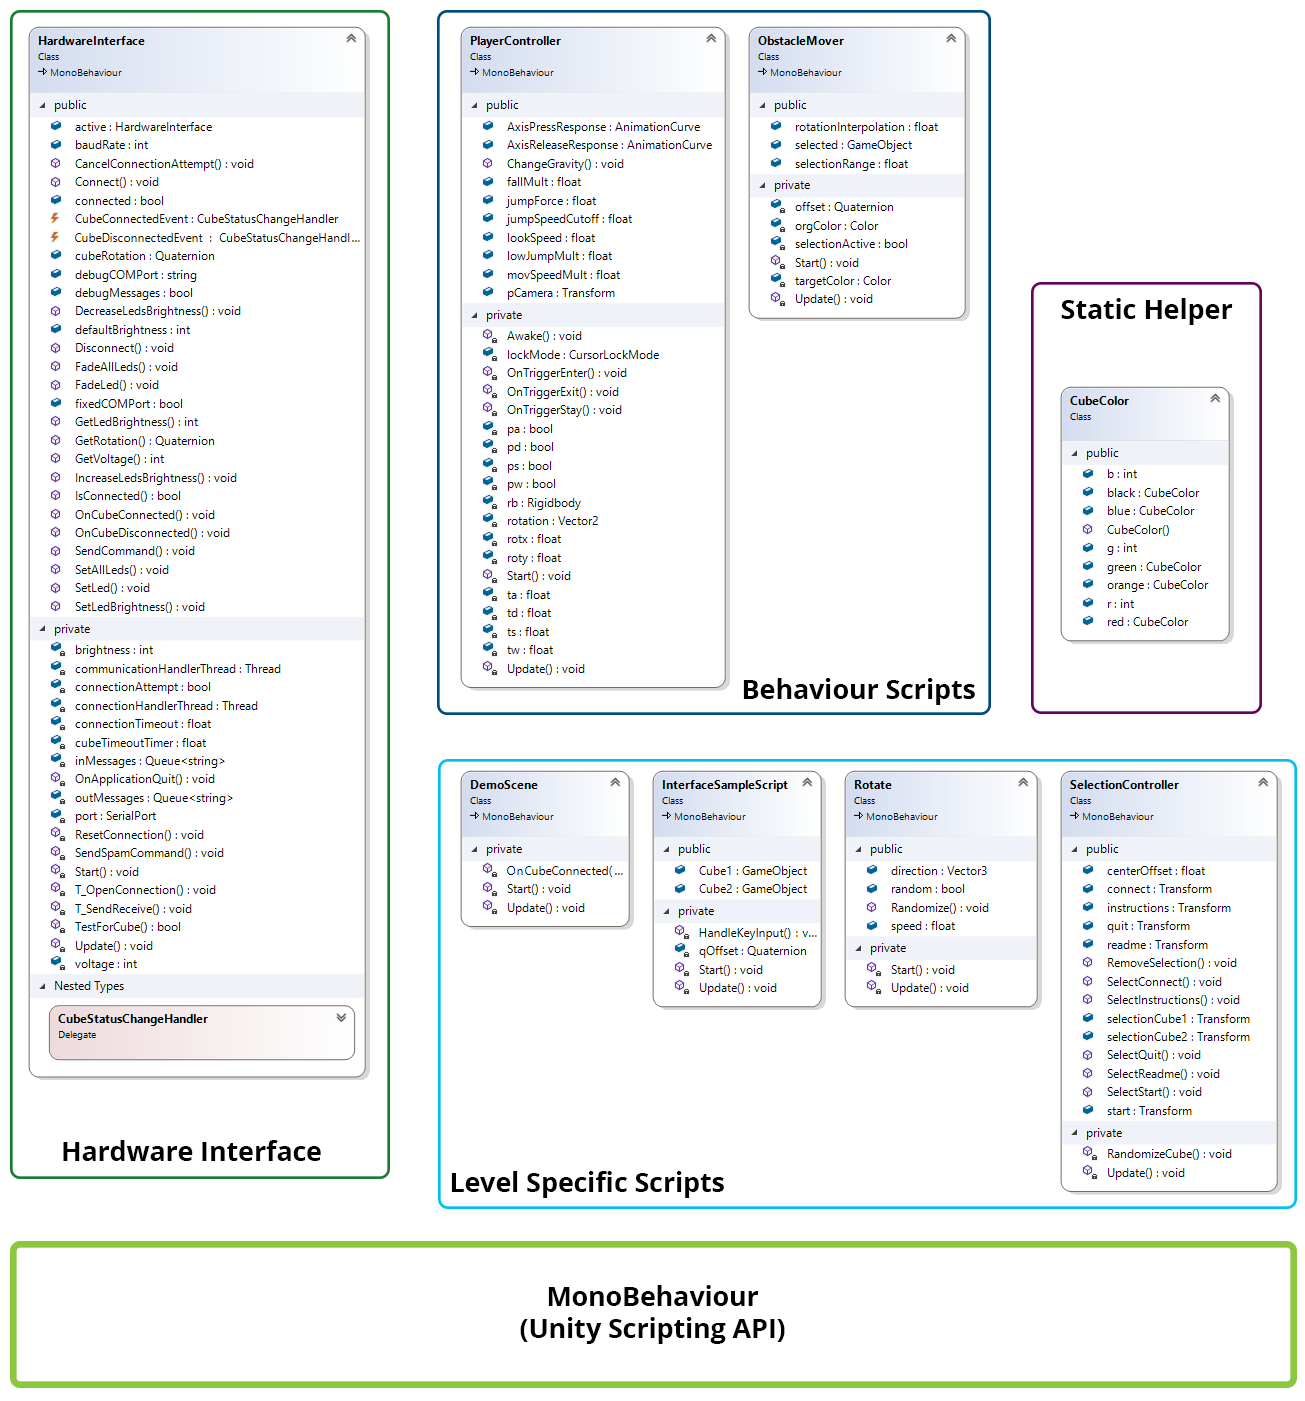 HardwareInterface
Class
MonoBehaviour
public
active : HardwareInterface
baudRate : int
CancelConnectionAttempt() : void
Connect() : void
connected : bool
CubeConnectedEvent : CubeStatusChangeHandler
CubeDisconnectedEvent : CubeStatusChangeHandl...
cubeRotation : Quaternion
debugCOMPort : string
debugMessages : bool
DecreaseLedsBrightness() : void
defaultBrightness : int
Disconnect() : void
FadeAllLeds() : void
FadeLed() : void
fixedCOMPort : bool
GetLedBrightness() : int
GetRotation() : Quaternion
GetVoltage() : int
IncreaseLedsBrightness() : void
IsConnected() : bool
OnCubeConnected() : void
OnCubeDisconnected() : void
SendCommand() : void
SetAllLeds() : void
SetLed() : void
SetLedBrightness() : void
private
brightness : int
communicationHandlerThread : Thread
connectionAttempt : bool
connectionHandlerThread : Thread
connectionTimeout : float
cubeTimeoutTimer : float
inMessages : Queue<string>
OnApplicationQuit() : void
outMessages : Queue<string>
port : SerialPort
ResetConnection() : void
SendSpamCommand() : void
Start() : void
T_OpenConnection() : void
T_SendReceive() : void
TestForCube() : bool
Update() : void
voltage : int
Nested Types
CubeStatusChangeHandler
Delegate
Hardware Interface
PlayerController
Class
MonoBehaviour
public
AxisPressResponse : AnimationCurve
AxisReleaseResponse : AnimationCurve
ChangeGravity() : void
fallMult : float
jumpForce : float
jumpSpeedCutoff : float
lookSpeed : float
lowJumpMult : float
movSpeedMult : float
pCamera : Transform
private
Awake() : void
lockMode : CursorLockMode
OnTriggerEnter() : void
OnTriggerExit() : void
OnTriggerStay() : void
pa : bool
pd : bool
ps : bool
pw : bool
rb : Rigidbody
rotation : Vector2
rotx : float
roty : float
Start() : void
ta : float
td : float
ts : float
tw : float
Update() : void
ObstacleMover
Class
MonoBehaviour
public
rotationInterpolation : float
selected : GameObject
selectionRange : float
private
offset : Quaternion
orgColor : Color
selectionActive : bool
Start() : void
targetColor : Color
Update() : void
Behaviour Scripts
Static Helper
CubeColor
Class
public
b : int
black : CubeColor
blue : CubeColor
CubeColor()
g : int
green : CubeColor
orange : CubeColor
r : int
red : CubeColor
DemoScene
Class
MonoBehaviour
private
OnCubeConnected( ...
Start() : void
Update() : void
InterfaceSampleScript
Class
MonoBehaviour
public
Cube1 : GameObject
Cube2 : GameObject
private
HandleKeyInput() : v...
qOffset : Quaternion
Start() : void
Update() : void
Rotate
Class
MonoBehaviour
public
direction : Vector3
random : bool
Randomize() : void
speed : float
private
Start() : void
Update() : void
SelectionController
Class
MonoBehaviour
public
centerOffset : float
connect : Transform
instructions : Transform
quit : Transform
readme : Transform
RemoveSelection() : void
SelectConnect() : void
SelectInstructions() : void
selectionCube1 : Transform
selectionCube2 : Transform
SelectQuit() : void
SelectReadme() : void
SelectStart() : void
start : Transform
private
RandomizeCube() : void
Update() : void
Level Specific Scripts
MonoBehaviour
(Unity Scripting API)